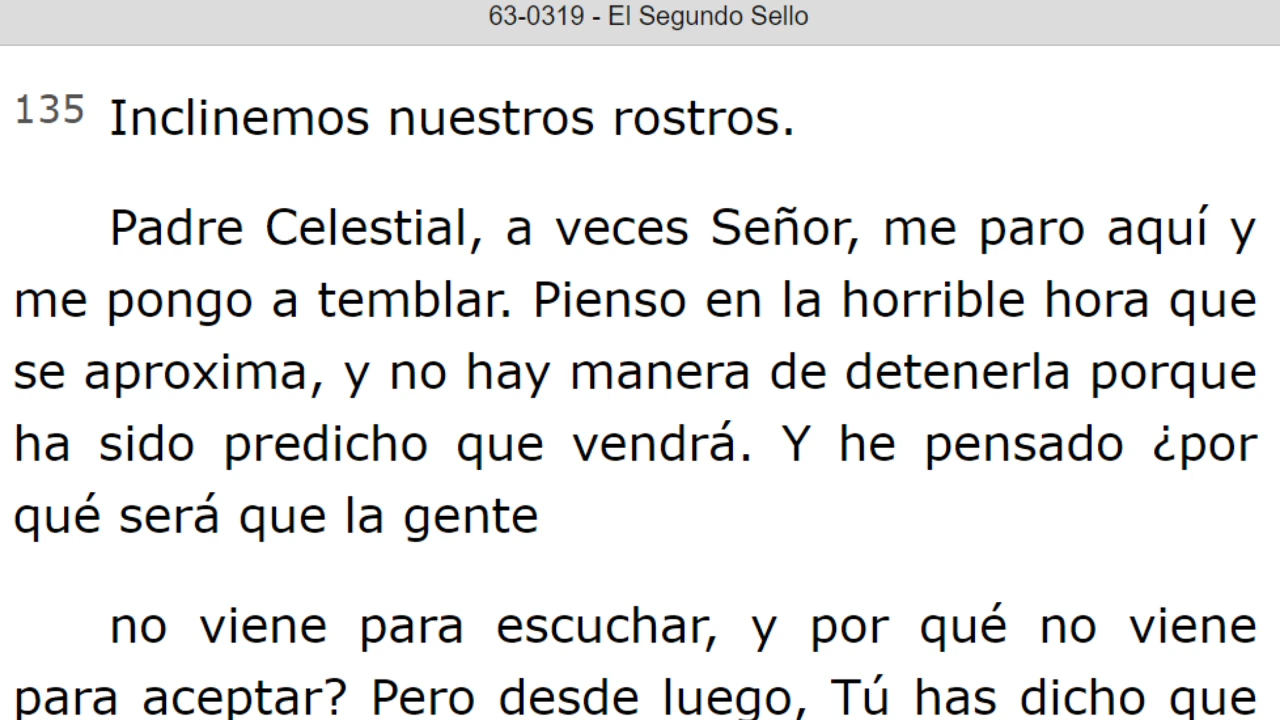 63-0319 - El Segundo Sello
135 Inclinemos nuestros rostros.
Padre Celestial, a veces Señor, me paro aquí y
me pongo a temblar. Pienso en la horrible hora que
se aproxima, y no hay manera de detenerla porque
ha sido predicho que vendrá. Y he pensado ¿por
qué será que la gente
no viene para escuchar, y por qué no viene
para aceptar? Pero desde luego, Tú has dicho que